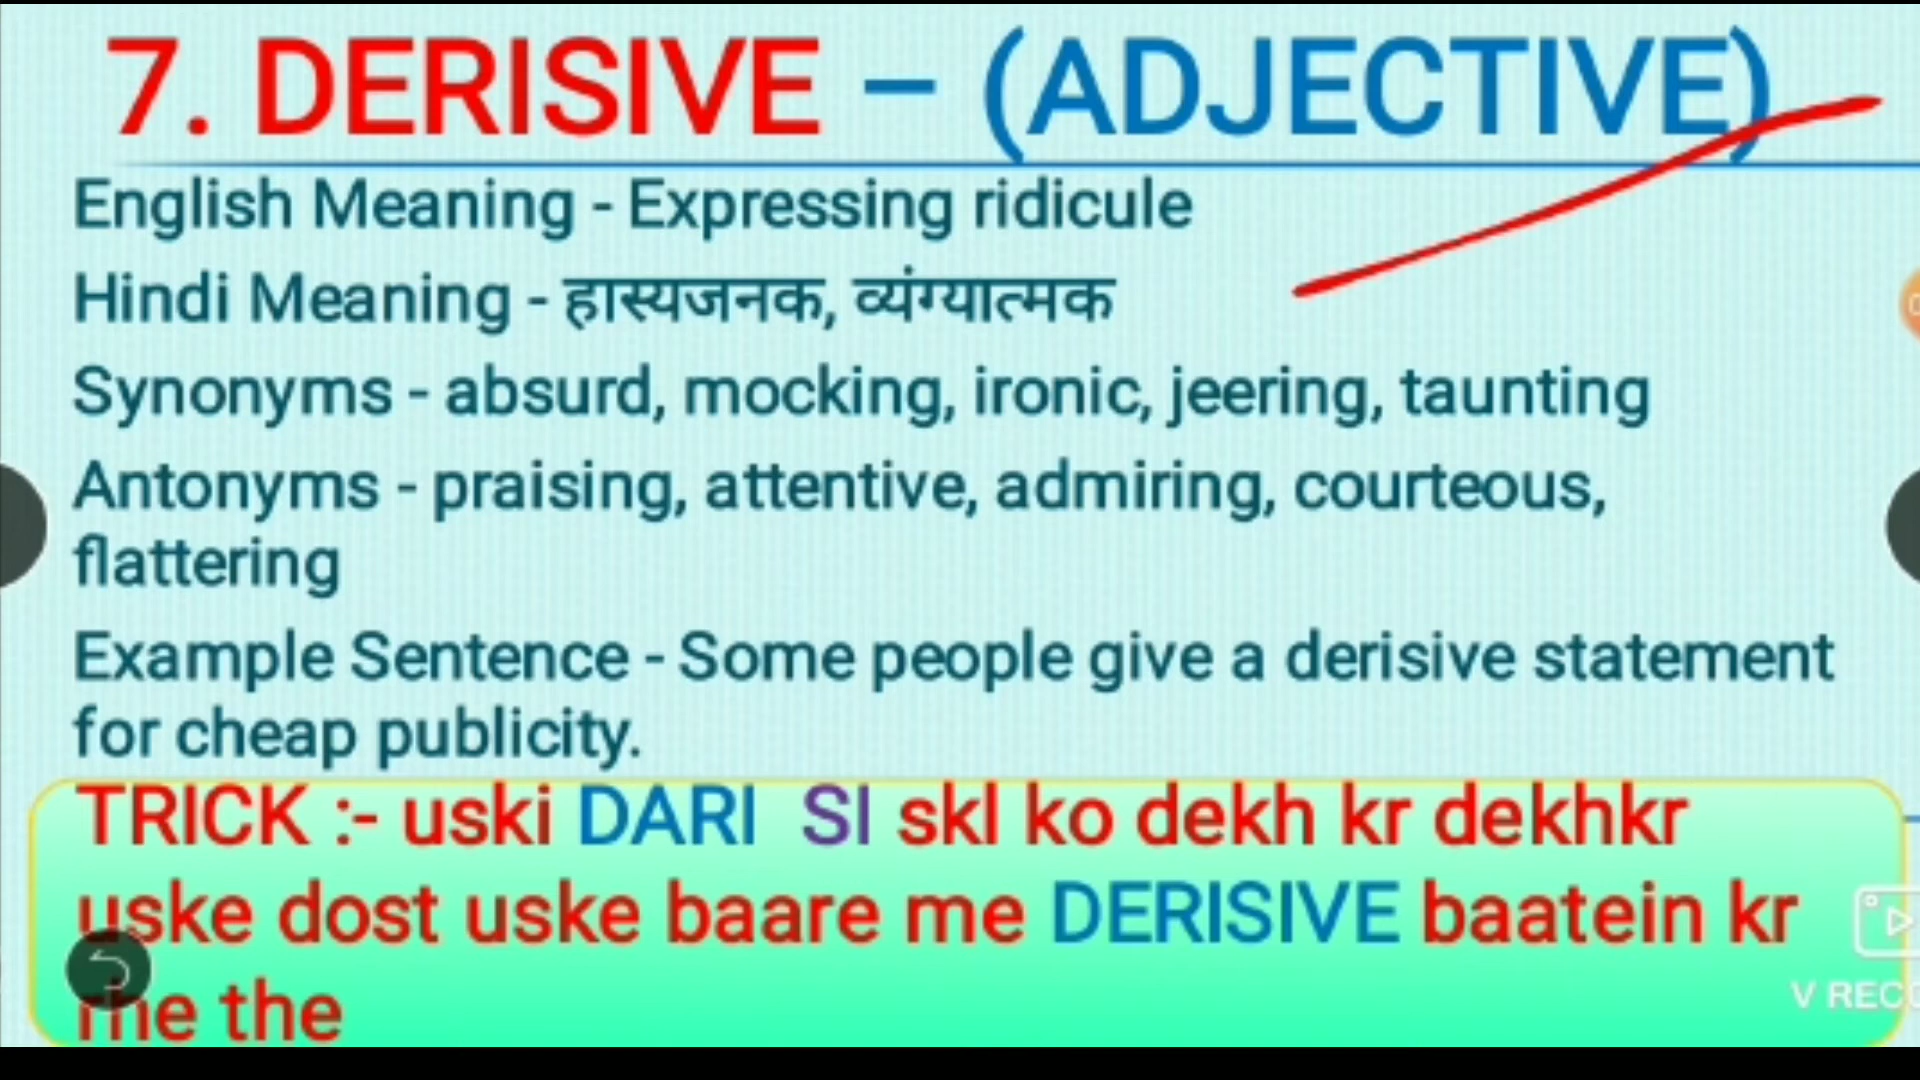 7. DERISIVE – (ADJECTIVE)
English Meaning - Expressing ridicule
Hindi Meaning - हास्यजनक, व्यंग्यात्मक
Synonyms - absurd, mocking, ironic, jeering, taunting
Antonyms - praising, attentive, admiring, courteous,
flattering
Example Sentence - Some people give a derisive statement
for cheap publicity.
TRICK :- uski DARI SI skl ko dekh kr dekhkr
uske dost uske baare me DERISIVE baatein kr
the
V REC